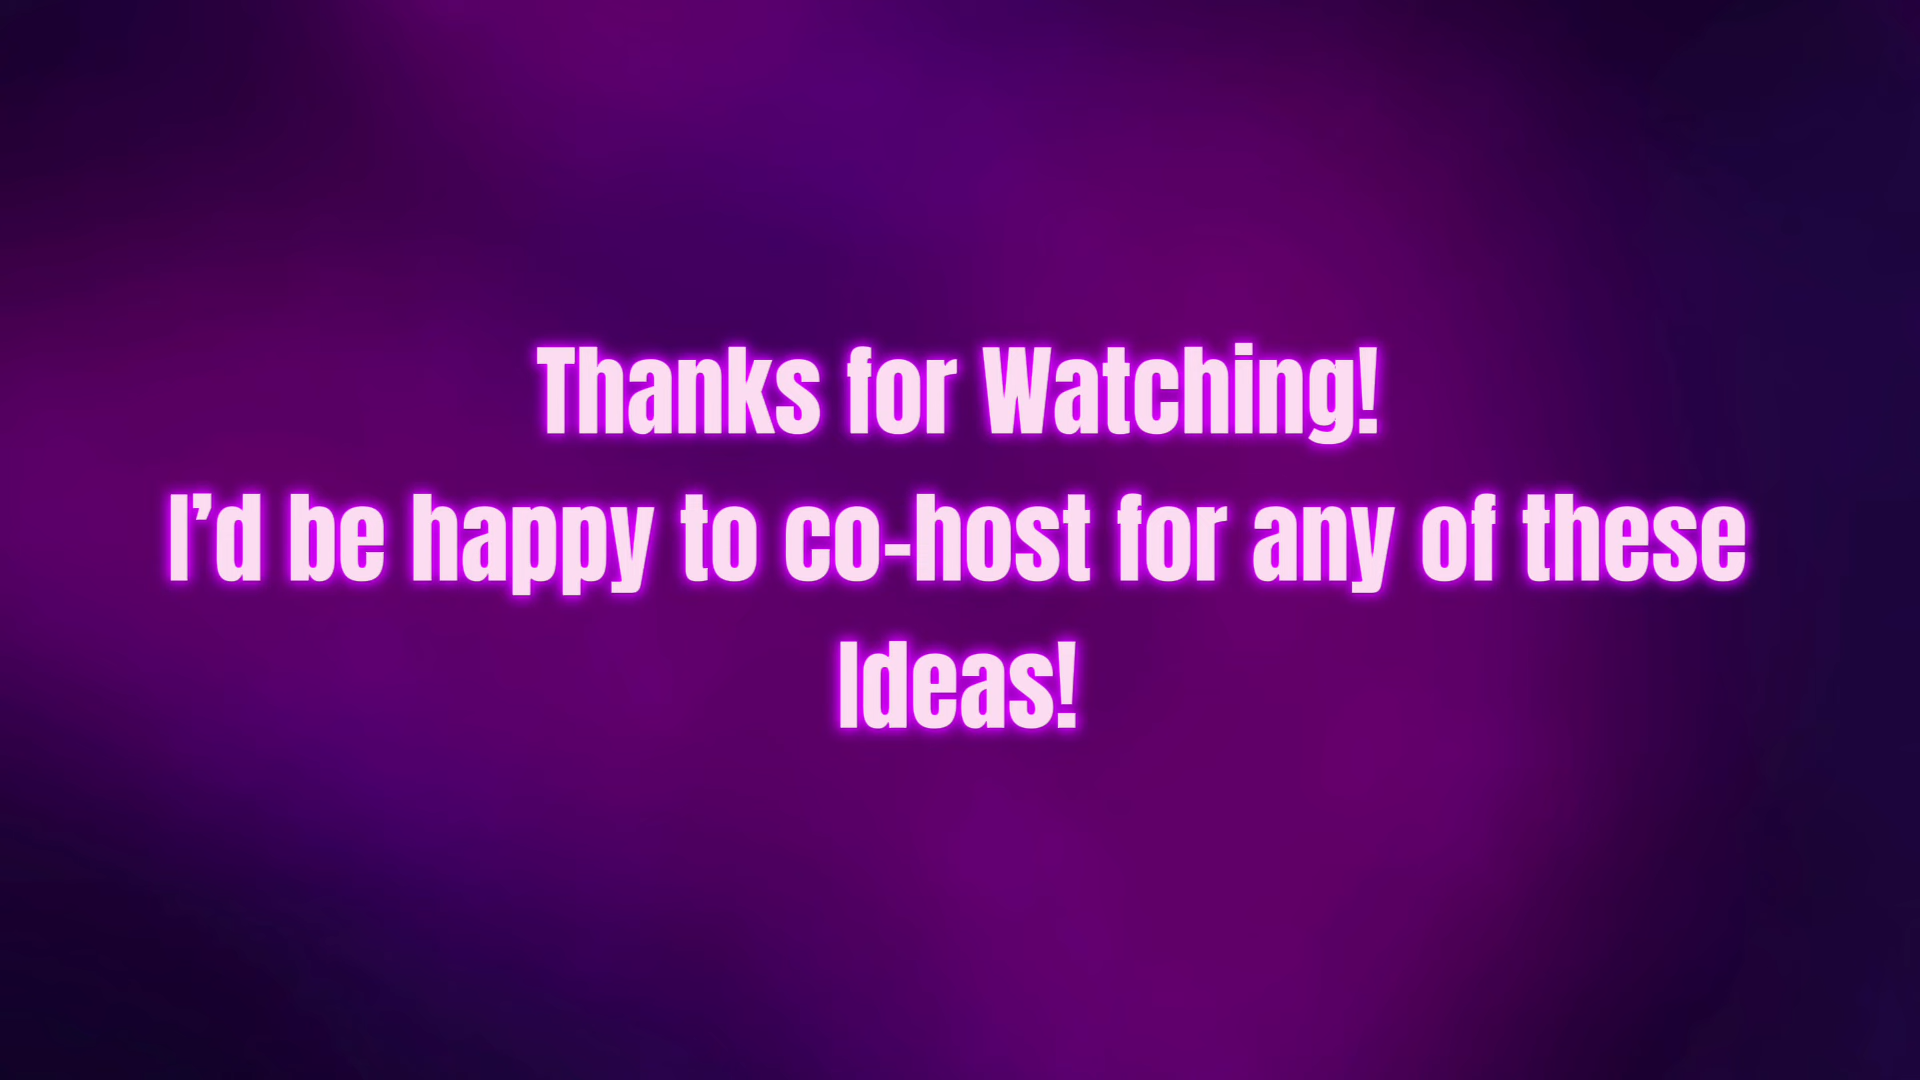 Thanks for Watching!
I’d be happy to co-host for any of these
Ideas!